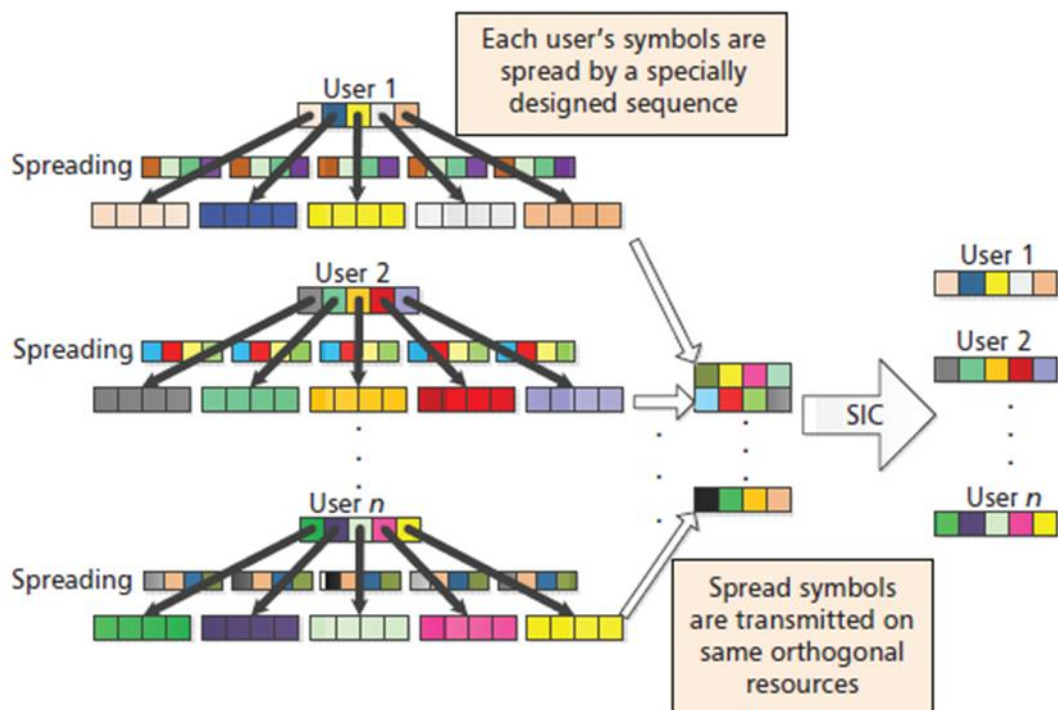 Each user's symbols are
spread by a specially
designed sequence
User 1
Spreading
User 2
Spreading
User n
Spreading
User 1
User 2
SIC
User n
Spread symbols
are transmitted on
same orthogonal
resources